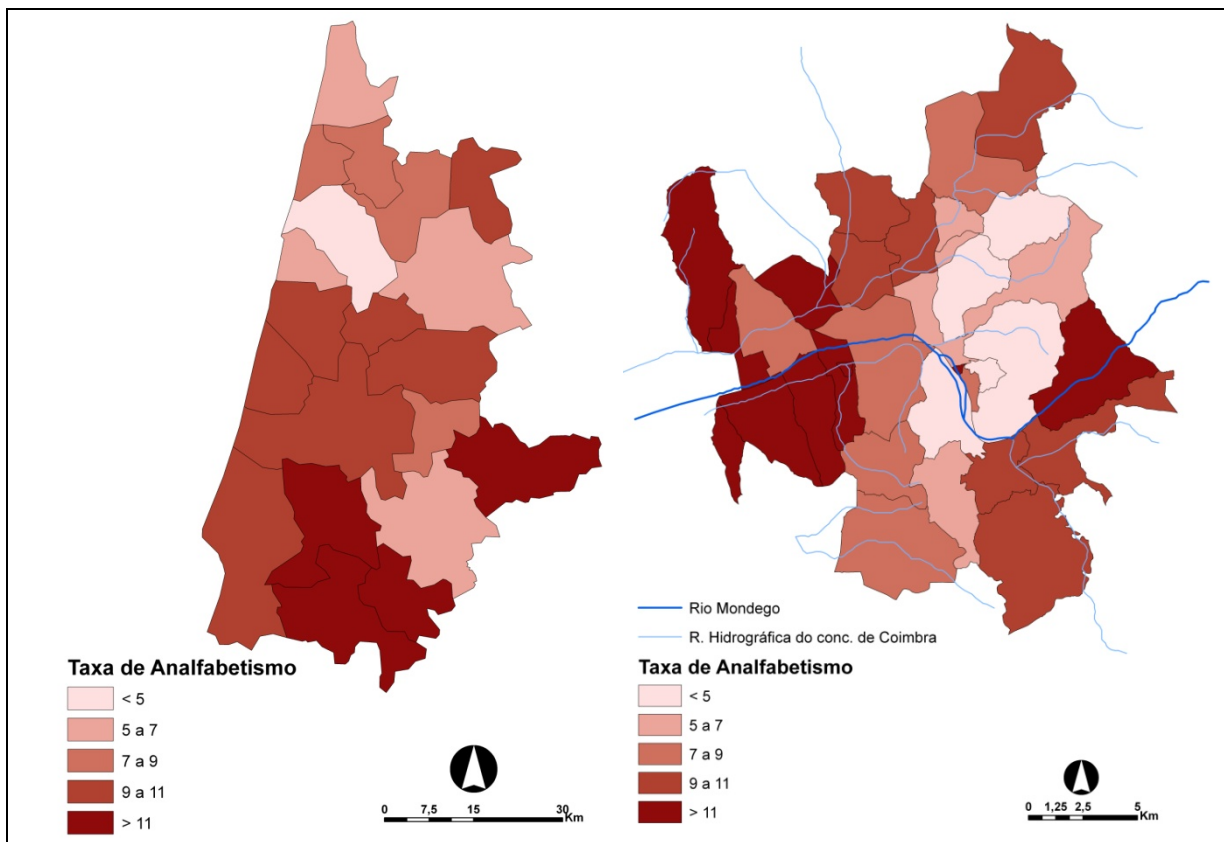 Taxa de Analfabetismo
< 5
5 a 7
7 a 9
9 a 11
> 11
0 7,5 15 30
Km
Rio Mondego
R. Hidrográfica do conc. de Coimbra
Taxa de Analfabetismo
< 5
5 a 7
7 a 9
9 a 11
> 11
0 1,25 2,5 5
Km